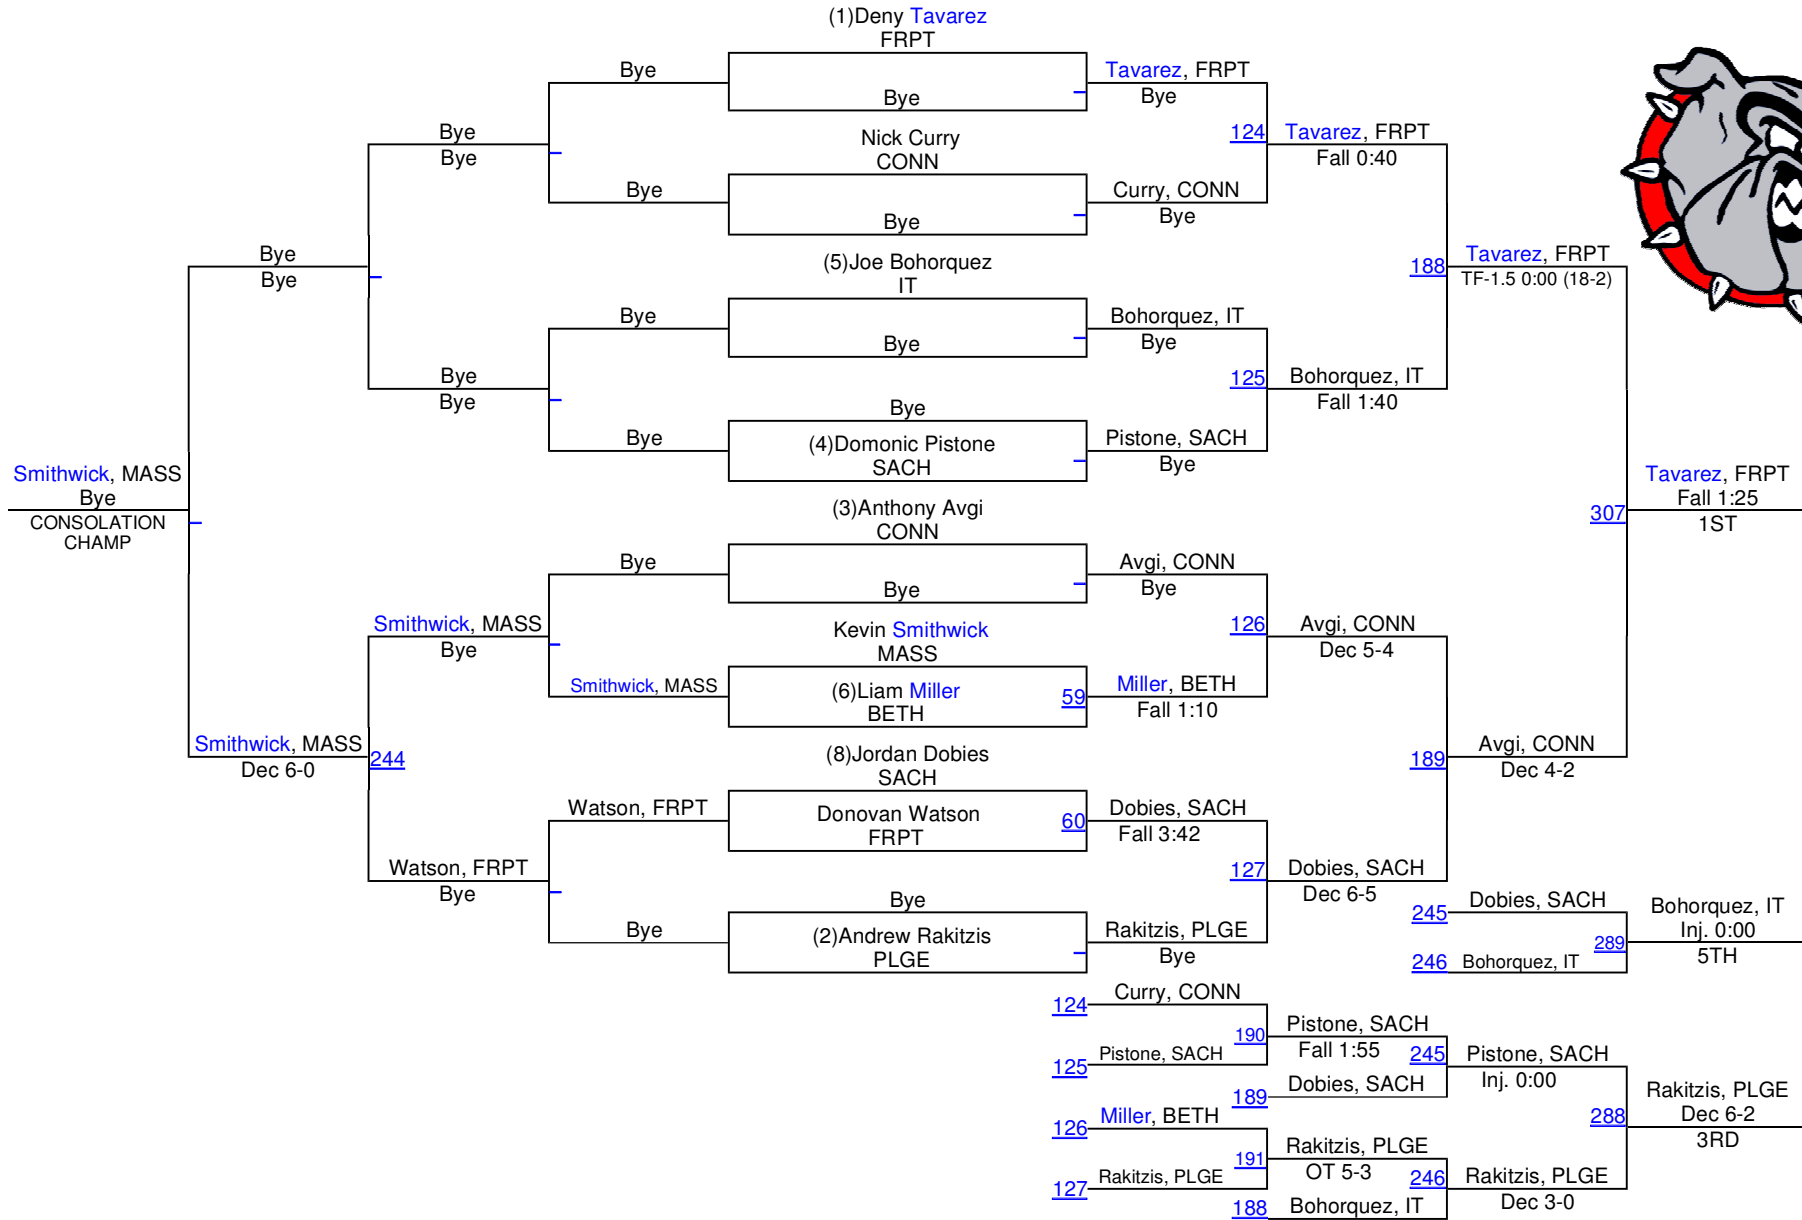 (1)Deny Tavarez
FRPT
Bye
Bye
Tavarez, FRPT
Bye
Bye
Bye
Nick Curry
CONN
124
Tavarez, FRPT
Fall 0:40
Bye
Bye
Curry, CONN
Bye
Bye
Bye
(5)Joe Bohorquez
IT
188
Tavarez, FRPT
TF-1.5 0:00 (18-2)
Bye
Bye
Bohorquez, IT
Bye
Bye
Bye
125
Bohorquez, IT
Fall 1:40
Bye
Bye
(4)Domonic Pistone
SACH
Pistone, SACH
Bye
Smithwick, MASS
Bye
CONSOLATION
CHAMP
(3)Anthony Avgi
CONN
307
Tavarez, FRPT
Fall 1:25
1ST
Bye
Bye
Avgi, CONN
Bye
Smithwick, MASS
Bye
Kevin Smithwick
MASS
126
Avgi, CONN
Dec 5-4
Smithwick, MASS
(6)Liam Miller
BETH
59
Miller, BETH
Fall 1:10
Smithwick, MASS
Dec 6-0
244
(8)Jordan Dobies
SACH
189
Avgi, CONN
Dec 4-2
Watson, FRPT
Donovan Watson
FRPT
60
Dobies, SACH
Fall 3:42
Watson, FRPT
Bye
127
Dobies, SACH
Dec 6-5
Bye
Bye
(2)Andrew Rakitzis
PLGE
Rakitzis, PLGE
Bye
245
Dobies, SACH
246
Bohorquez, IT
289
Bohorquez, IT
Inj. 0:00
5TH
124
Curry, CONN
125
Pistone, SACH
190
Pistone, SACH
Fall 1:55
189
Dobies, SACH
245
Pistone, SACH
Inj. 0:00
126
Miller, BETH
127
Rakitzis, PLGE
191
Rakitzis, PLGE
OT 5-3
188
Bohorquez, IT
246
Rakitzis, PLGE
Dec 3-0
288
Rakitzis, PLGE
Dec 6-2
3RD